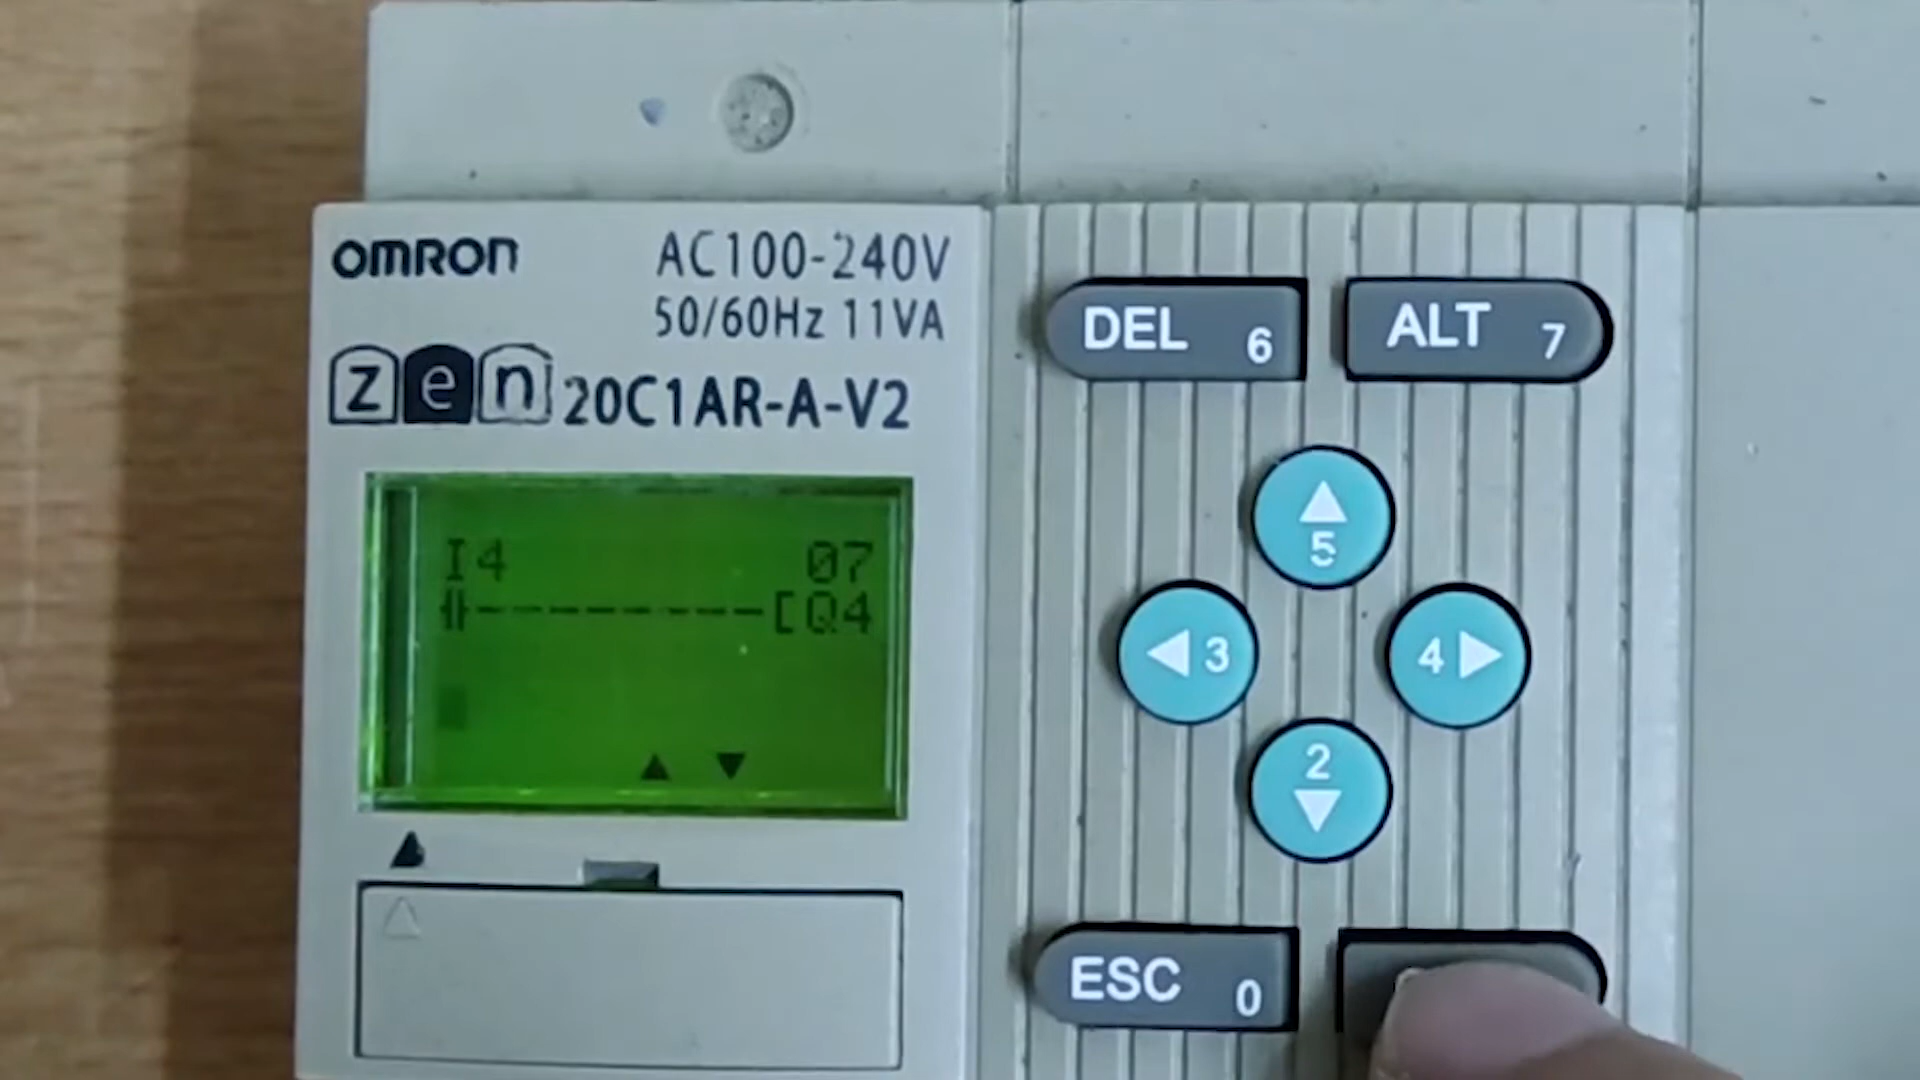 OMRON
AC100-240V
50/60Hz 11VA
zen 20C1AR-A-V2
I4 07
[Q4
DEL 6
ALT 7
5
3
4
2
ESC 0